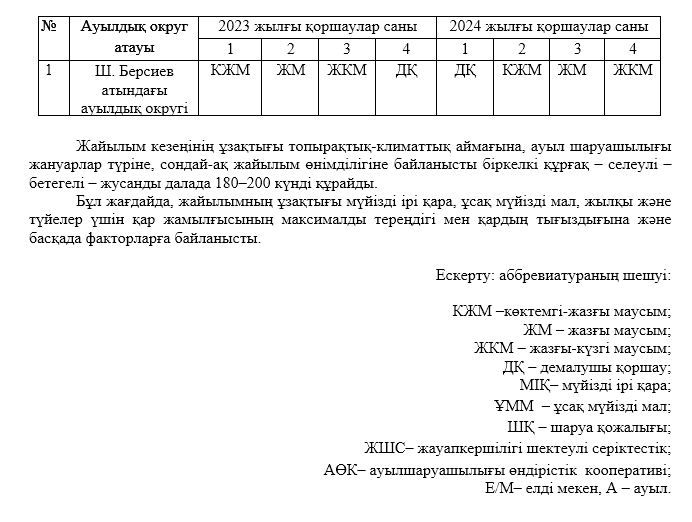 № Ауылдық округ атауы 2023 жылғы қоршаулар саны 2024 жылғы қоршаулар саны
1 2 3 4 1 2 3 4
1 Ш. Берсиев атындағы ауылдық округі КЖМ ЖМ ЖКМ ДҚ ДҚ КЖМ ЖМ ЖКМ
Жайылым кезеңінің ұзақтығы топырақтық-климаттық аймағына, ауыл шаруашылығы
жануарлар түріне, сондай-ақ жайылым өнімділігіне байланысты біркелкі құрғақ – селеулі –
бетегелі – жусанды далада 180–200 күнді құрайды.
Бұл жағдайда, жайылымның ұзақтығы мүйізді ірі қара, ұсақ мүйізді мал, жылқы және
түйелер үшін қар жамылғысының максималды тереңдігі мен қардың тығыздығына және
басқада факторларға байланысты.
Ескерту: аббревиатураның шешуі:
КЖМ –көктемгі-жазғы маусым;
ЖМ – жазғы маусым;
ЖКМ – жазғы-күзгі маусым;
ДҚ – демалушы қоршау;
МІҚ– мүйізді ірі қара;
ҰММ – ұсақ мүйізді мал;
ШҚ – шаруа қожалығы;
ЖШС– жауапкершілігі шектеулі серіктестік;
АӨК– ауылшаруашылығы өндірістік кооперативі;
Е/М– елді мекен, А – ауыл.